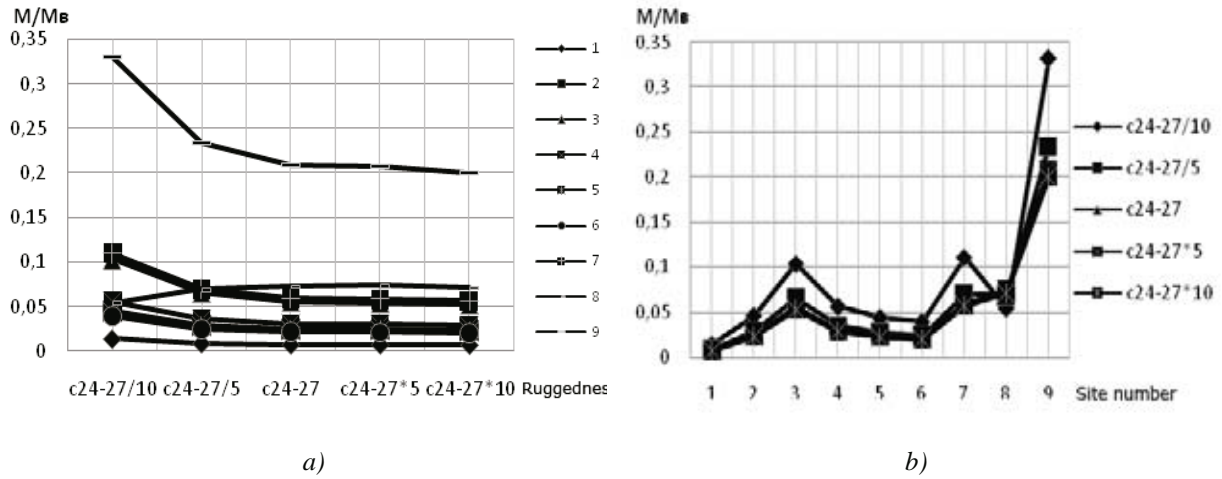 M/Mв
0,35
0,3
0,25
0,2
0,15
0,1
0,05
0
c24-27/10 c24-27/5 c24-27 c24-27*5 c24-27*10 Ruggednes
1
2
3
4
5
6
7
8
9
a)
M/Mв
0,35
0,3
0,25
0,2
0,15
0,1
0,05
0
1 2 3 4 5 6 7 8 9 Site number
c24-27/10
c24-27/5
c24-27
c24-27*5
c24-27*10
b)